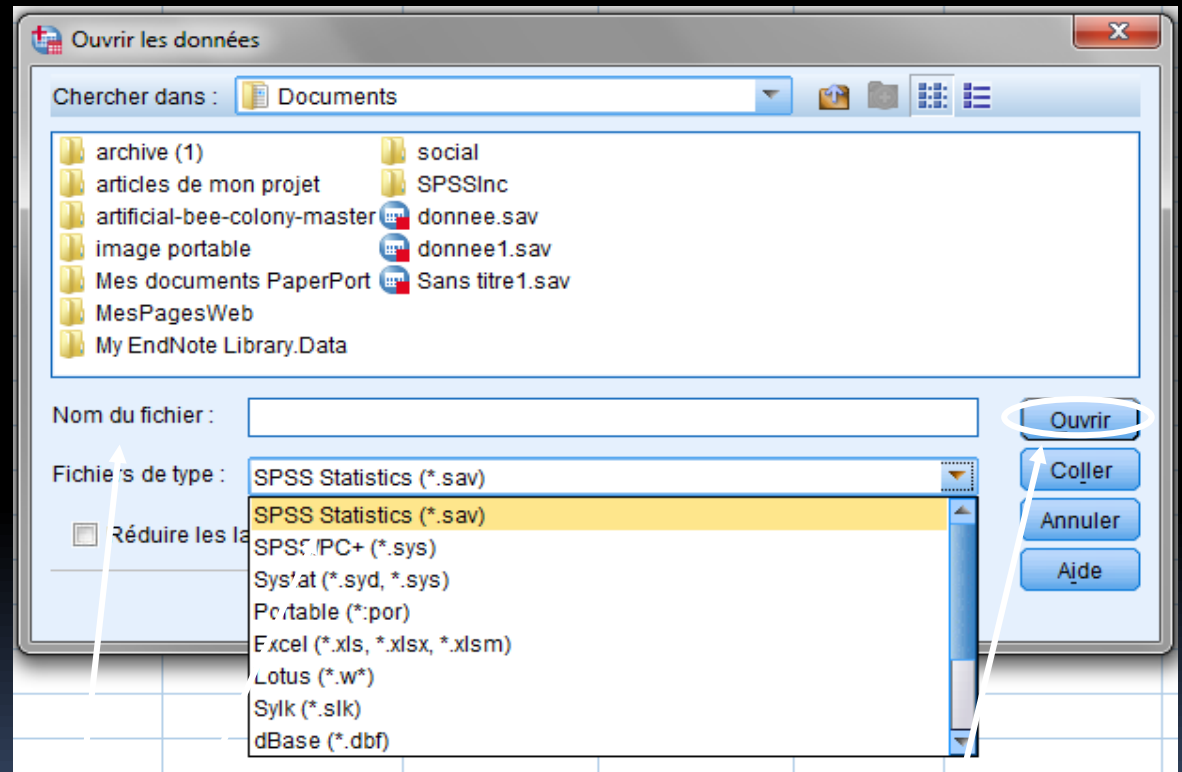 Ouvrir les données
Chercher dans : Documents
archive (1)
articles de mon projet
artificial-bee-colony-master
image portable
Mes documents PaperPort
MesPagesWeb
My EndNote Library.Data
social
SPSSInc
donnee.sav
donnee1.sav
Sans titre1.sav
Nom du fichier :
Ouvrir
Fichiers de type : SPSS Statistics (*.sav)
Coller
Réduire les la
SPSS Statistics (*.sav)
Annuler
SPSS/PC+ (*.sys)
Systat (*.syd, *.sys)
Aide
Portable (*:por)
Excel (*.xls, *.xlsx, *.xlsm)
Lotus (*.w*)
Sylk (*.slk)
dBase (*.dbf)